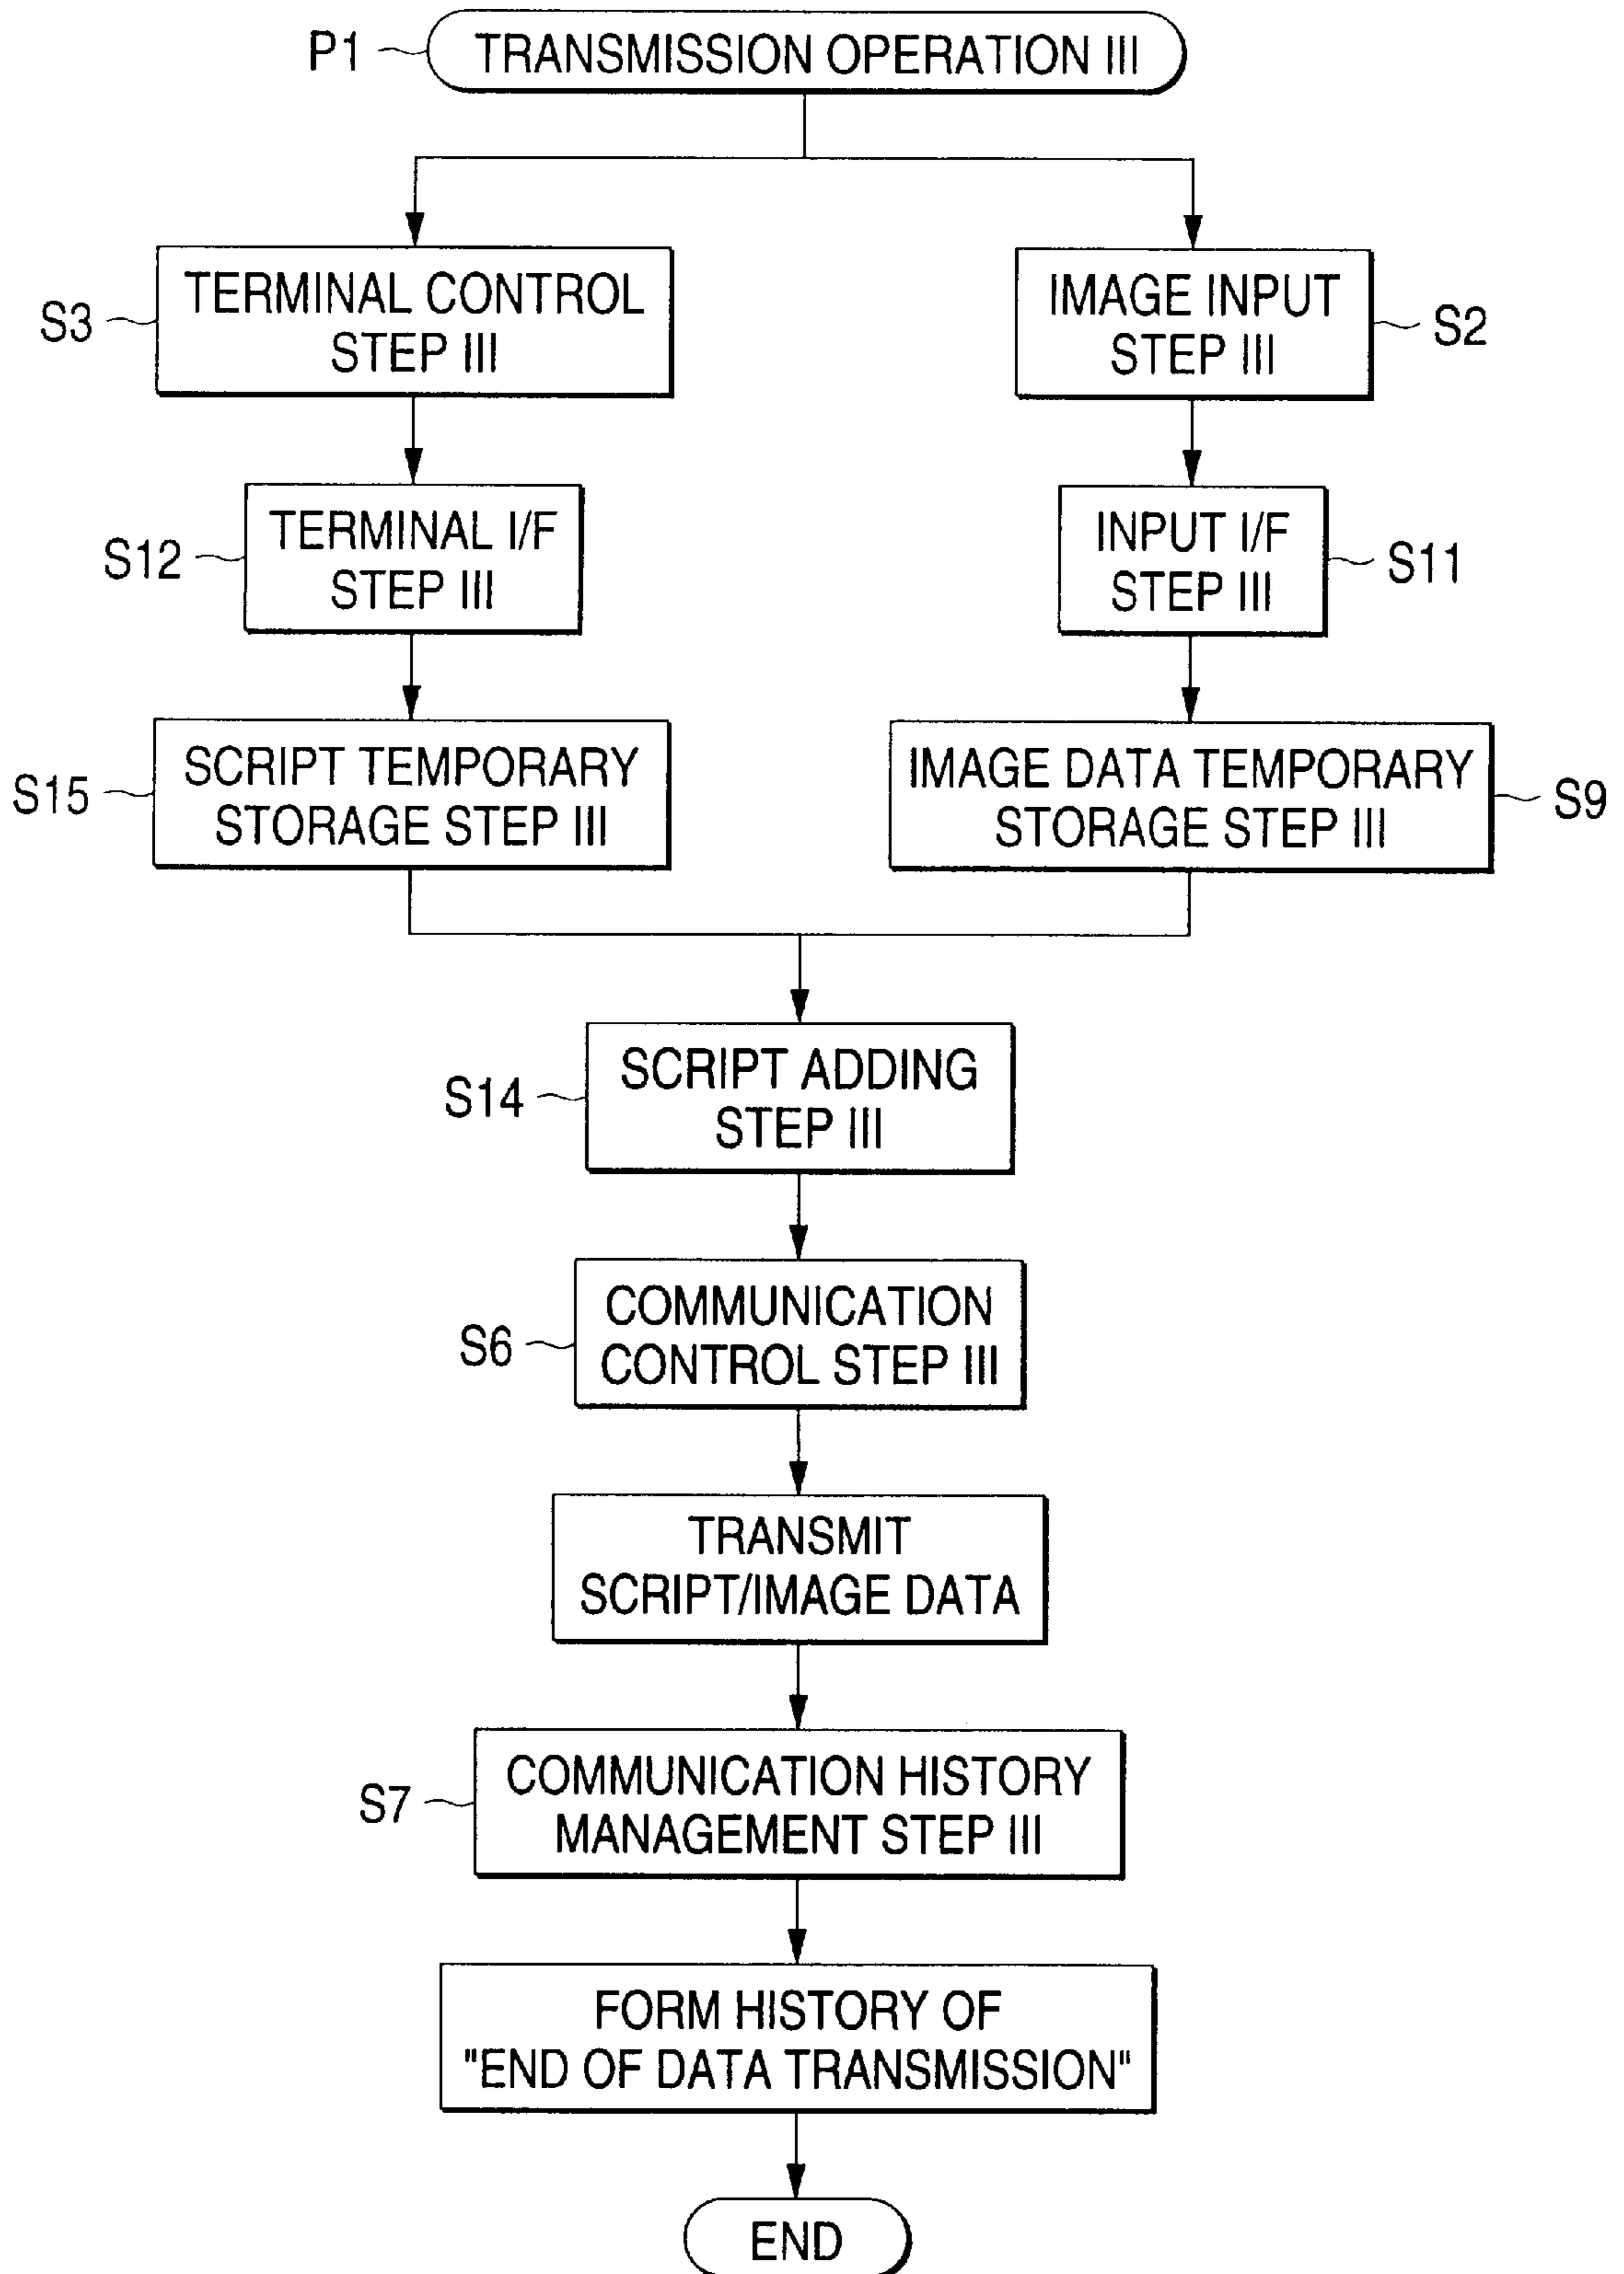 P1
TRANSMISSION OPERATION III
S3
TERMINAL CONTROL
STEP III
IMAGE INPUT
STEP III
S2
S12
TERMINAL I/F
STEP III
INPUT I/F
STEP III
S11
S15
SCRIPT TEMPORARY
STORAGE STEP III
IMAGE DATA TEMPORARY
STORAGE STEP III
S9
S14
SCRIPT ADDING
STEP III
S6
COMMUNICATION
CONTROL STEP III
TRANSMIT
SCRIPT/IMAGE DATA
S7
COMMUNICATION HISTORY
MANAGEMENT STEP III
FORM HISTORY OF
"END OF DATA TRANSMISSION"
END